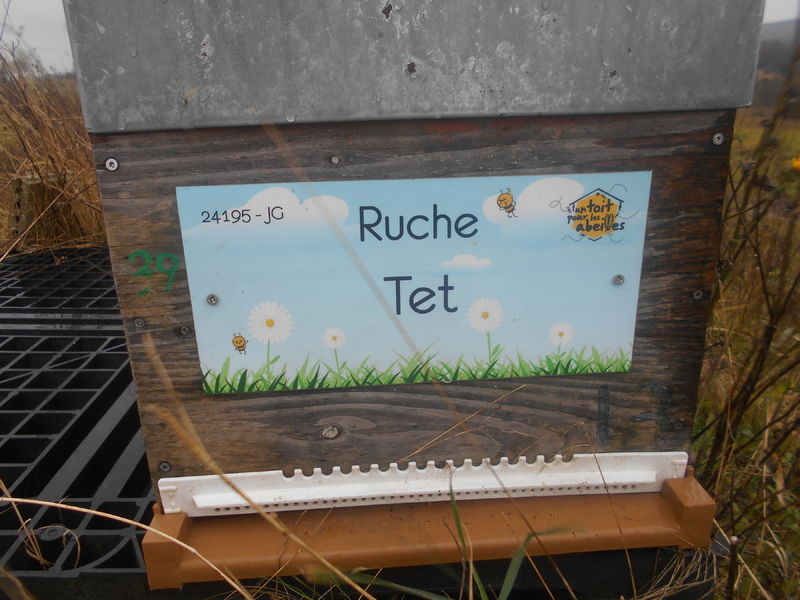 24195 - JG
Ruche
Tet
un toit
pour les
abeilles
39